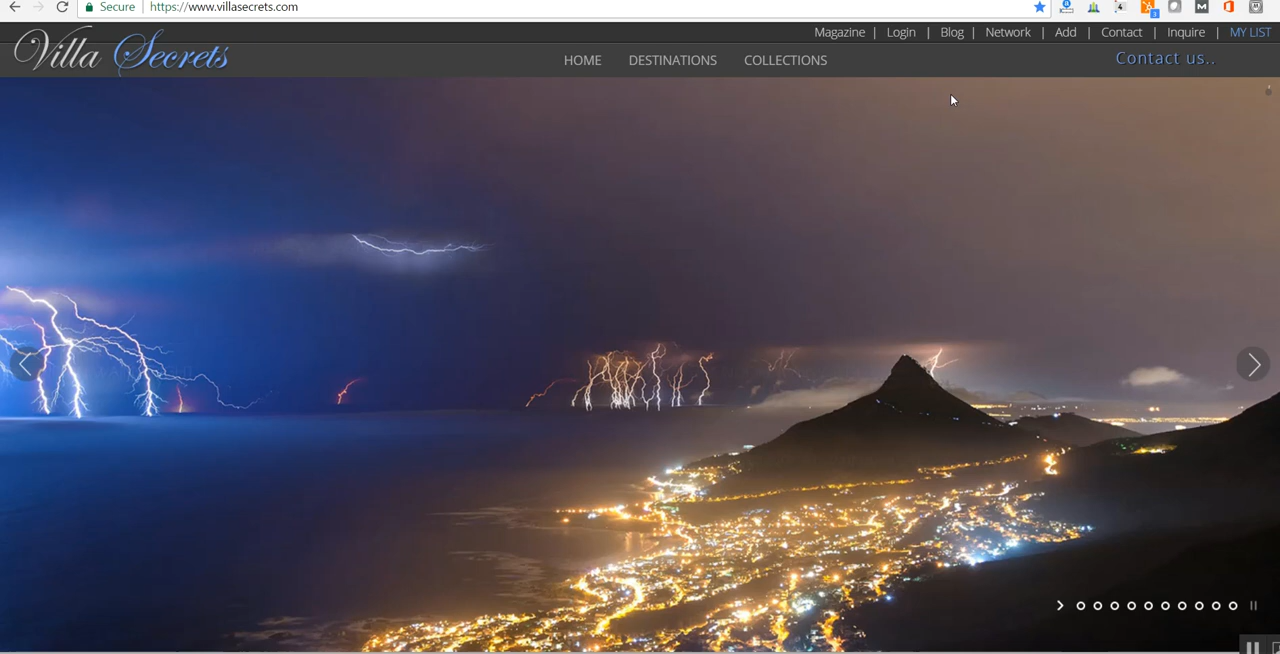 Secure | https://www.villasecrets.com
Magazine | Login | Blog | Network | Add | Contact | Inquire | MY LIST
Villa Secrets
HOME DESTINATIONS COLLECTIONS
Contact us..